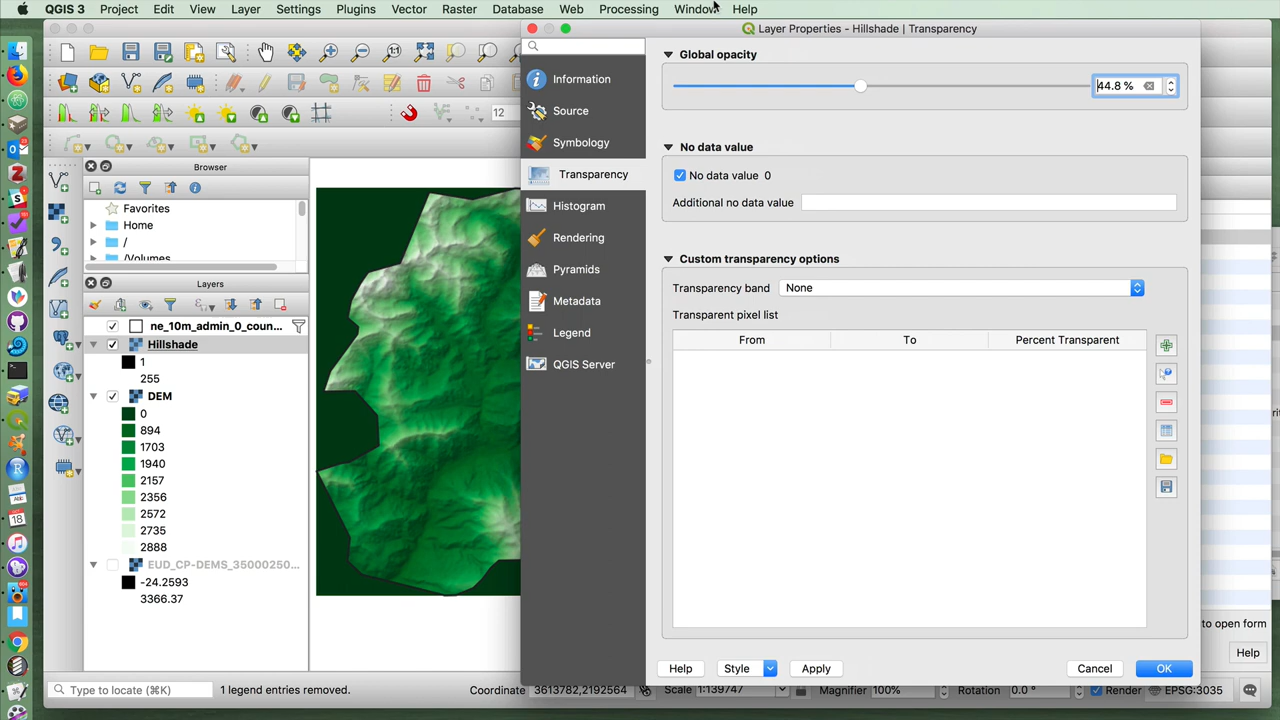 QGIS 3 Project Edit View Layer Settings Plugins Vector Raster Database Web Processing Window Help
Layer Properties - Hillshade | Transparency
Information
Source
Symbology
Transparency
Histogram
Rendering
Pyramids
Metadata
Legend
QGIS Server
Global opacity
44.8 %
No data value
No data value 0
Additional no data value
Custom transparency options
Transparency band None
Transparent pixel list
From To Percent Transparent
Help Style Apply Cancel OK
12
Browser
Favorites
Home
/
/Volumes
Layers
ne_10m_admin_0_coun...
Hillshade
1
255
DEM
0
894
1703
1940
2157
2356
2572
2735
2888
EUD_CP-DEMS_35000250...
-24.2593
3366.37
to open form
Help
Type to locate (⌘K) 1 legend entries removed. Coordinate 3613782,2192564 Scale 1:139747 Magnifier 100% Rotation 0.0 ° Render EPSG:3035